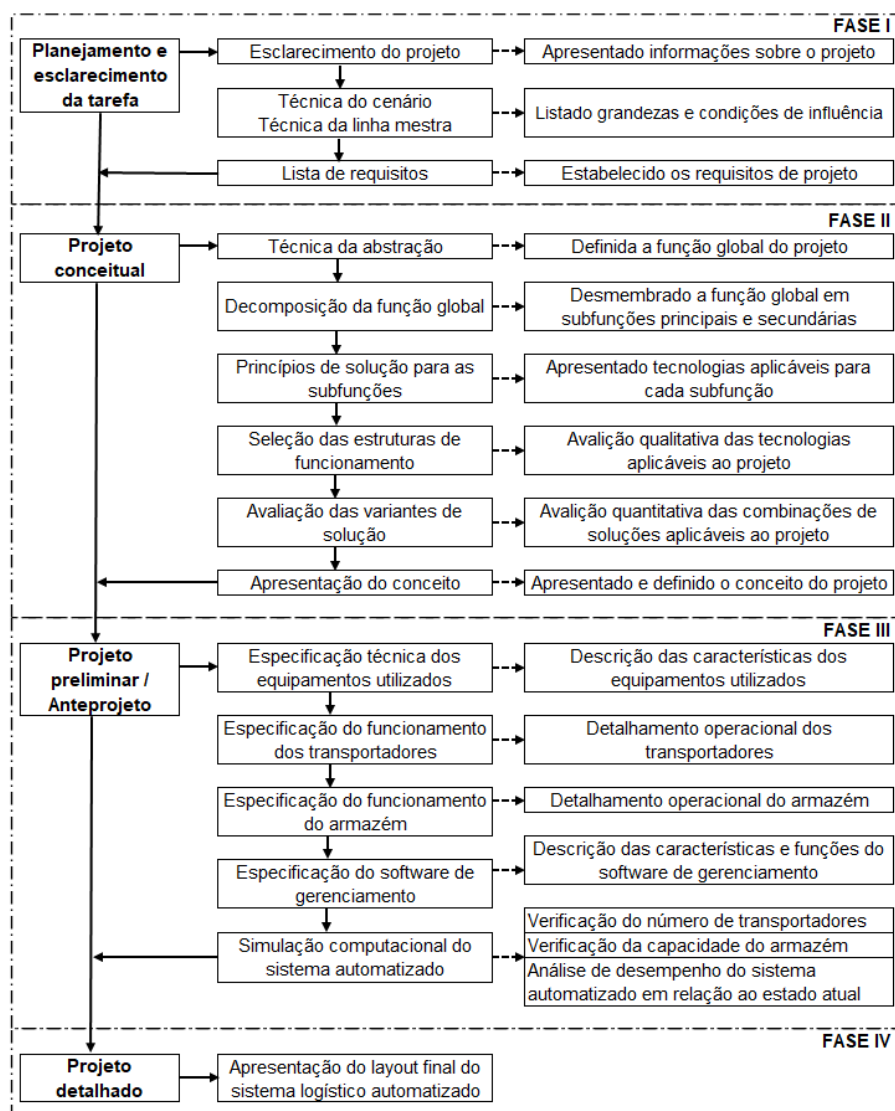 FASE I
Planejamento e
esclarecimento
da tarefa
Esclarecimento do projeto
Apresentado informações sobre o projeto
Técnica do cenário
Técnica da linha mestra
Listado grandezas e condições de influência
Lista de requisitos
Estabelecido os requisitos de projeto
FASE II
Projeto
conceitual
Técnica da abstração
Definida a função global do projeto
Decomposição da função global
Desmembrado a função global em
subfunções principais e secundárias
Princípios de solução para as
subfunções
Apresentado tecnologias aplicáveis para
cada subfunção
Seleção das estruturas de
funcionamento
Avalição qualitativa das tecnologias
aplicáveis ao projeto
Avaliação das variantes de
solução
Avalição quantitativa das combinações de
soluções aplicáveis ao projeto
Apresentação do conceito
Apresentado e definido o conceito do projeto
FASE III
Projeto
preliminar /
Anteprojeto
Especificação técnica dos
equipamentos utilizados
Descrição das características dos
equipamentos utilizados
Especificação do funcionamento
dos transportadores
Detalhamento operacional dos
transportadores
Especificação do funcionamento
do armazém
Detalhamento operacional do armazém
Especificação do software de
gerenciamento
Descrição das características e funções do
software de gerenciamento
Simulação computacional do
sistema automatizado
Verificação do número de transportadores
Verificação da capacidade do armazém
Análise de desempenho do sistema
automatizado em relação ao estado atual
FASE IV
Projeto
detalhado
Apresentação do layout final do
sistema logístico automatizado